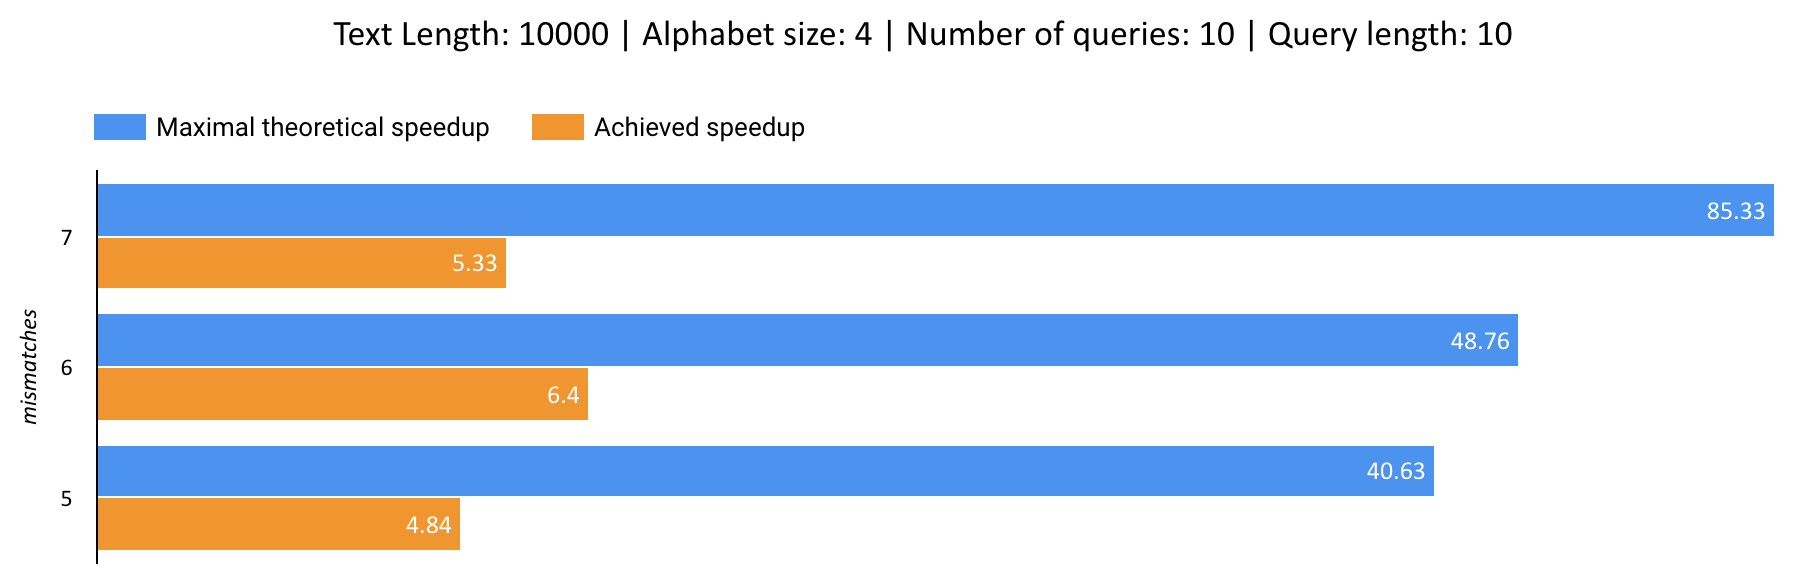 Text Length: 10000 | Alphabet size: 4 | Number of queries: 10 | Query length: 10
Maximal theoretical speedup
Achieved speedup
85.33
7
5.33
48.76
mismatches
6
6.4
40.63
5
4.84